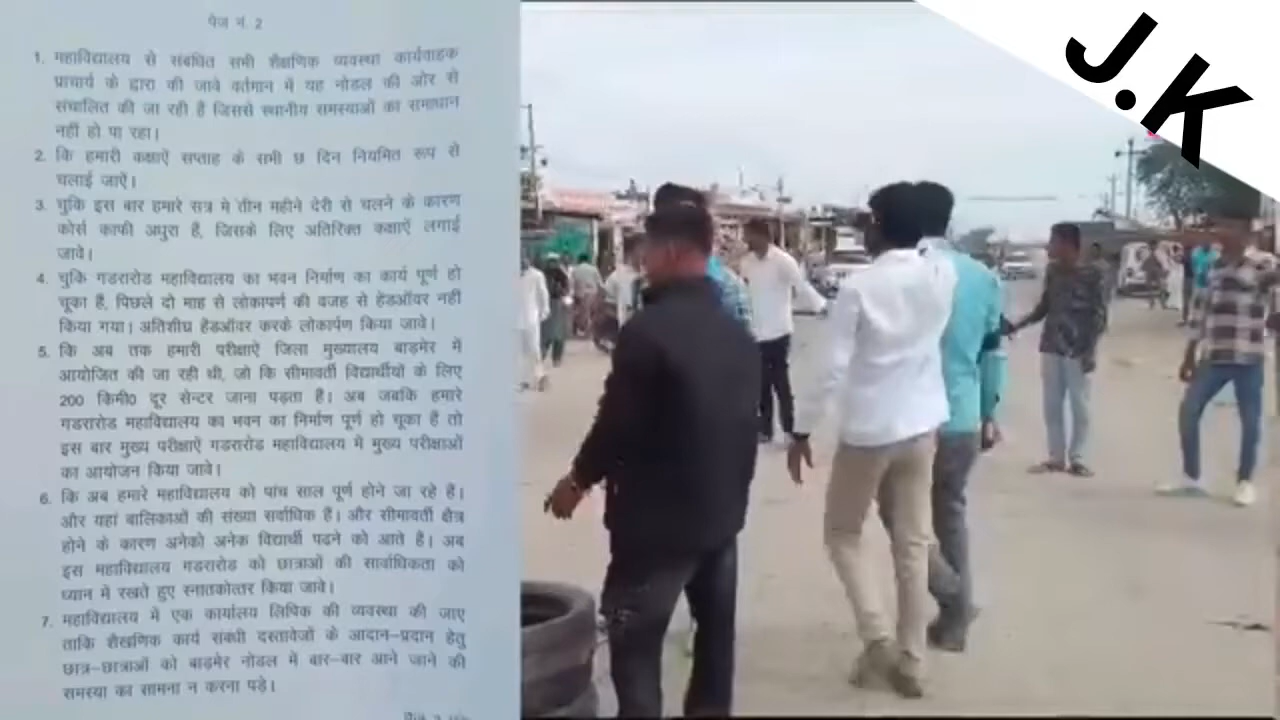 पेज नं. 2
1. महाविद्यालय से संबधित सभी शैक्षणिक व्यवस्था कार्यवाहक
प्राचार्य के द्वारा की जावे वर्तमान में यह नोडल की ओर से
संचालित की जा रही है जिससे स्थानीय समस्याओं का समाधान
नहीं हो पा रहा।
2. कि हमारी कक्षाऐं सप्ताह के सभी छ दिन नियमित रूप से
चलाई जाऐं।
3. चुकि इस बार हमारे सत्र मे तीन महीने देरी से चलने के कारण
कोर्स काफी अधुरा हैं, जिसके लिए अतिरिक्त कक्षाऐं लगाई
जावे।
4. चुकि गडरारोड महाविद्यालय का भवन निर्माण का कार्य पूर्ण हो
चूका हैं, पिछले दो माह से लोकापर्ण की वजह से हेडऑवर नहीं
किया गया। अतिसीघ्र हैंडऑवर करके लोकार्पण किया जावे।
5. कि अब तक हमारी परीक्षाऐं जिला मुख्यालय बाड़मेर में
आयोजित की जा रही थी, जो कि सीमावर्ती विद्यार्थीयों के लिए
200 किमी0 दूर सेन्टर जाना पड़ता है। अब जबकि हमारे
गडरारोड महाविद्यालय का भवन का निर्माण पूर्ण हो चूका हैं तो
इस बार मुख्य परीक्षाऐं गडरारोड महाविद्यालय में मुख्य परीक्षाओं
का आयोजन किया जावे।
6. कि अब हमारे महाविद्यालय को पांच साल पूर्ण होने जा रहे है।
और यहां बालिकाओं की संख्या सर्वाधिक हैं। और सीमावर्ती क्षैत्र
होने के कारण अनेको अनेक विद्यार्थी पढने को आते है। अब
इस महाविद्यालय गडरारोड को छात्राओं की सार्वाधिकता को
ध्यान में रखते हुए स्नातकोत्तर किया जावे।
7. महाविद्यालय में एक कार्यालय लिपिक की व्यवस्था की जाए
ताकि शैखणिक कार्य संबंधी दस्तावेजों के आदान–प्रदान हेतु
छात्र–छात्राओं को बाड़मेर नोडल में बार–बार आने जाने की
समस्या का सामना न करना पड़े।
J.K